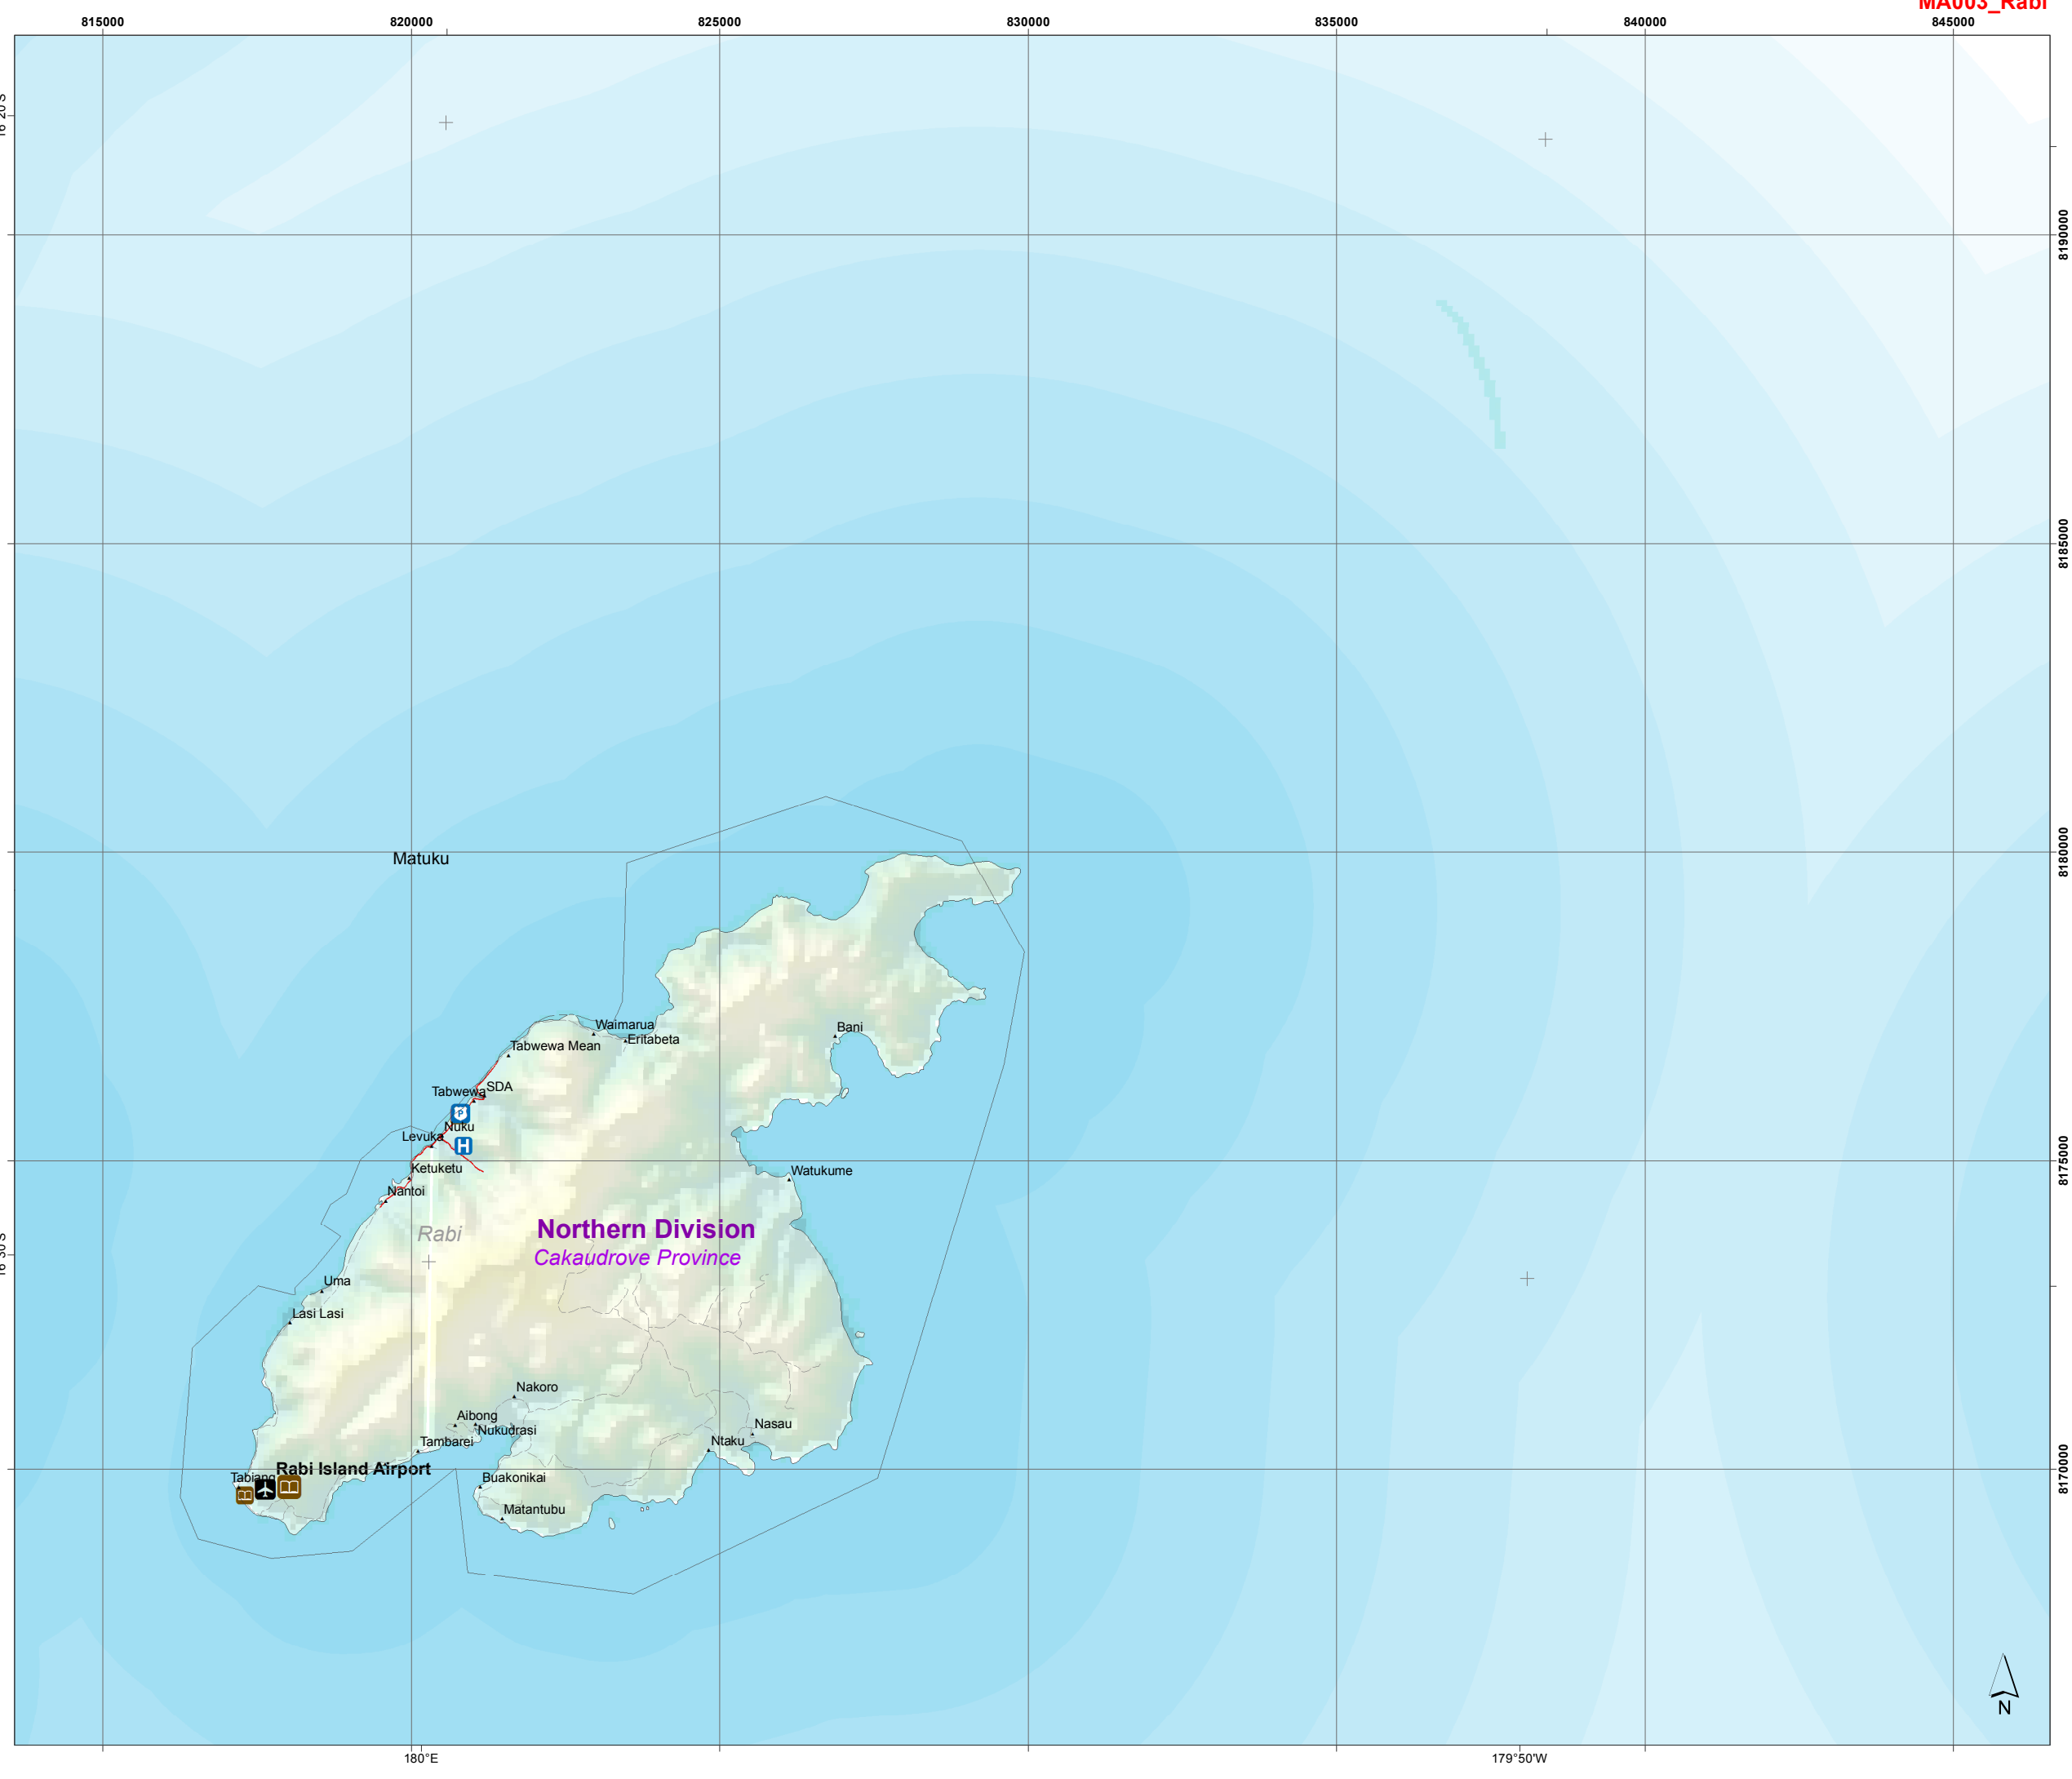 MA003_Rabi
815000
820000
825000
830000
835000
840000
845000
8190000
8185000
8180000
8175000
8170000
Matuku
Waimarua
Eritabeta
Tabwewa Mean
Bani
SDA
Tabwewa
P
Nuku
Levuka
H
Ketuketu
Watukume
Nantoi
Rabi
Northern Division
Cakaudrove Province
Uma
Lasi Lasi
Nakoro
Aibong
Nukudrasi
Nasau
Tambarei
Ntaku
Rabi Island Airport
Tabiang
Buakonikai
Matantubu
N
180°E
179°50'W